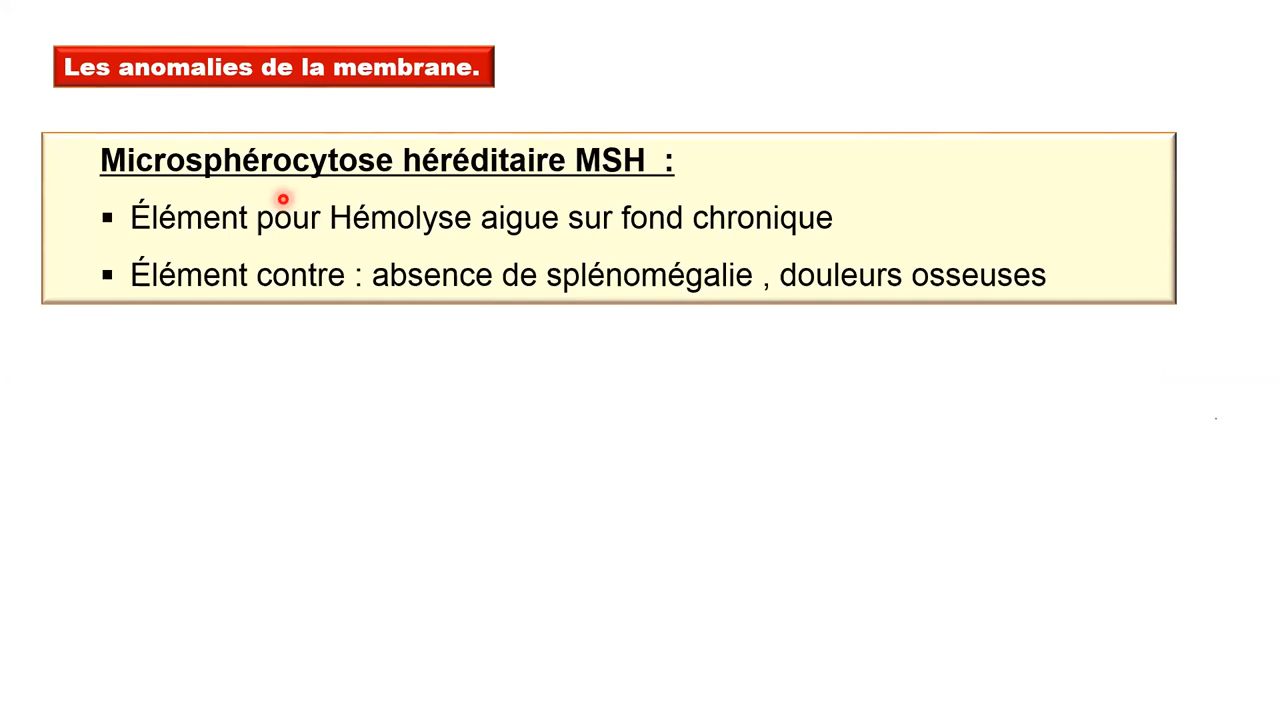 Les anomalies de la membrane.
Microsphérocytose héréditaire MSH :
▪ Élément pour Hémolyse aigue sur fond chronique
▪ Élément contre : absence de splénomégalie , douleurs osseuses